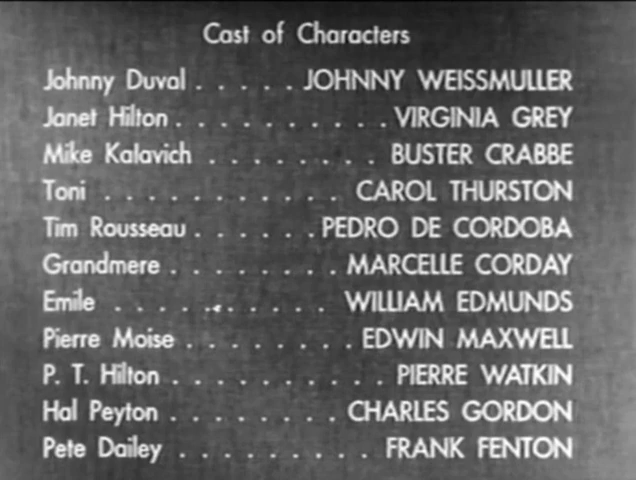 Cast of Characters
Johnny Duval . . . . . JOHNNY WEISSMULLER
Janet Hilton . . . . . . . . . . VIRGINIA GREY
Mike Kalavich . . . . . . . . BUSTER CRABBE
Toni . . . . . . . . . . . . CAROL THURSTON
Tim Rousseau . . . . . . PEDRO DE CORDOBA
Grandmere . . . . . . . . MARCELLE CORDAY
Emile . . . . . . . . . . . WILLIAM EDMUNDS
Pierre Moise . . . . . . . . . EDWIN MAXWELL
P. T. Hilton . . . . . . . . . . PIERRE WATKIN
Hal Peyton . . . . . . . . CHARLES GORDON
Pete Dailey . . . . . . . . . FRANK FENTON